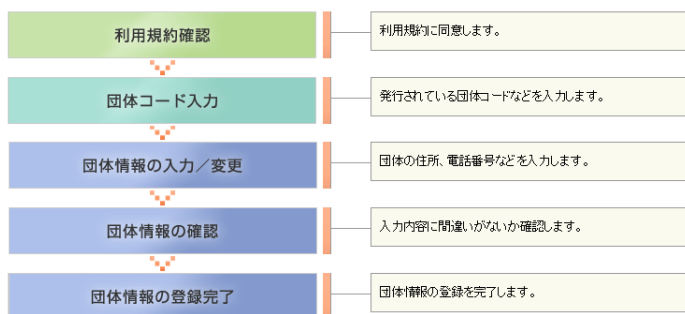 利用規約確認
利用規約に同意します。
団体コード入力
発行されている団体コードなどを入力します。
団体情報の入力／変更
団体の住所、電話番号などを入力します。
団体情報の確認
入力内容に間違いがないか確認します。
団体情報の登録完了
団体情報の登録を完了します。